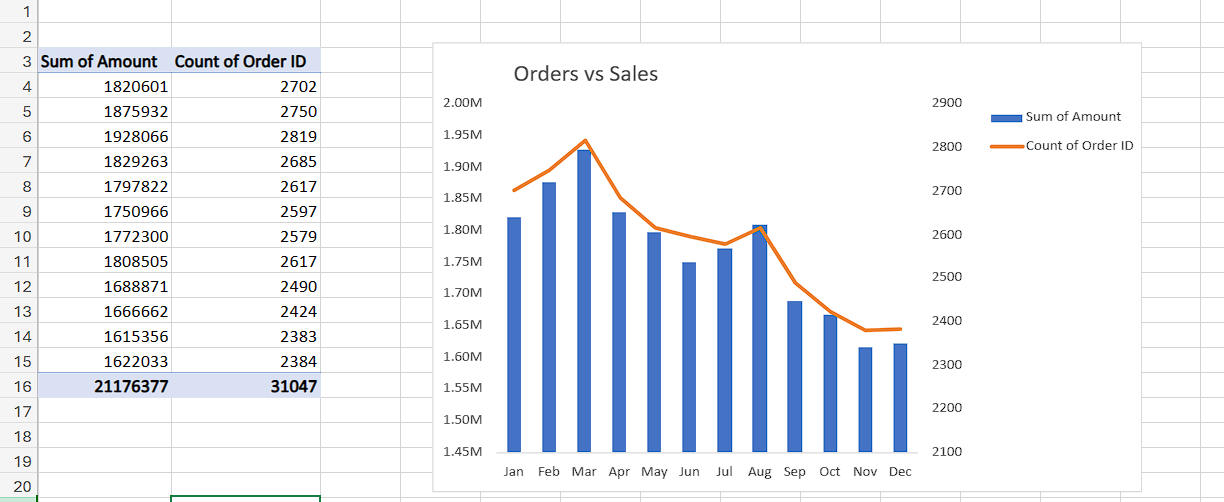 1
2
3 Sum of Amount Count of Order ID
4 1820601 2702
5 1875932 2750
6 1928066 2819
7 1829263 2685
8 1797822 2617
9 1750966 2597
10 1772300 2579
11 1808505 2617
12 1688871 2490
13 1666662 2424
14 1615356 2383
15 1622033 2384
16 21176377 31047
17
18
19
20
Orders vs Sales
2.00M
1.95M
1.90M
1.85M
1.80M
1.75M
1.70M
1.65M
1.60M
1.55M
1.50M
1.45M
2900
2800
2700
2600
2500
2400
2300
2200
2100
Jan Feb Mar Apr May Jun Jul Aug Sep Oct Nov Dec
Sum of Amount
Count of Order ID